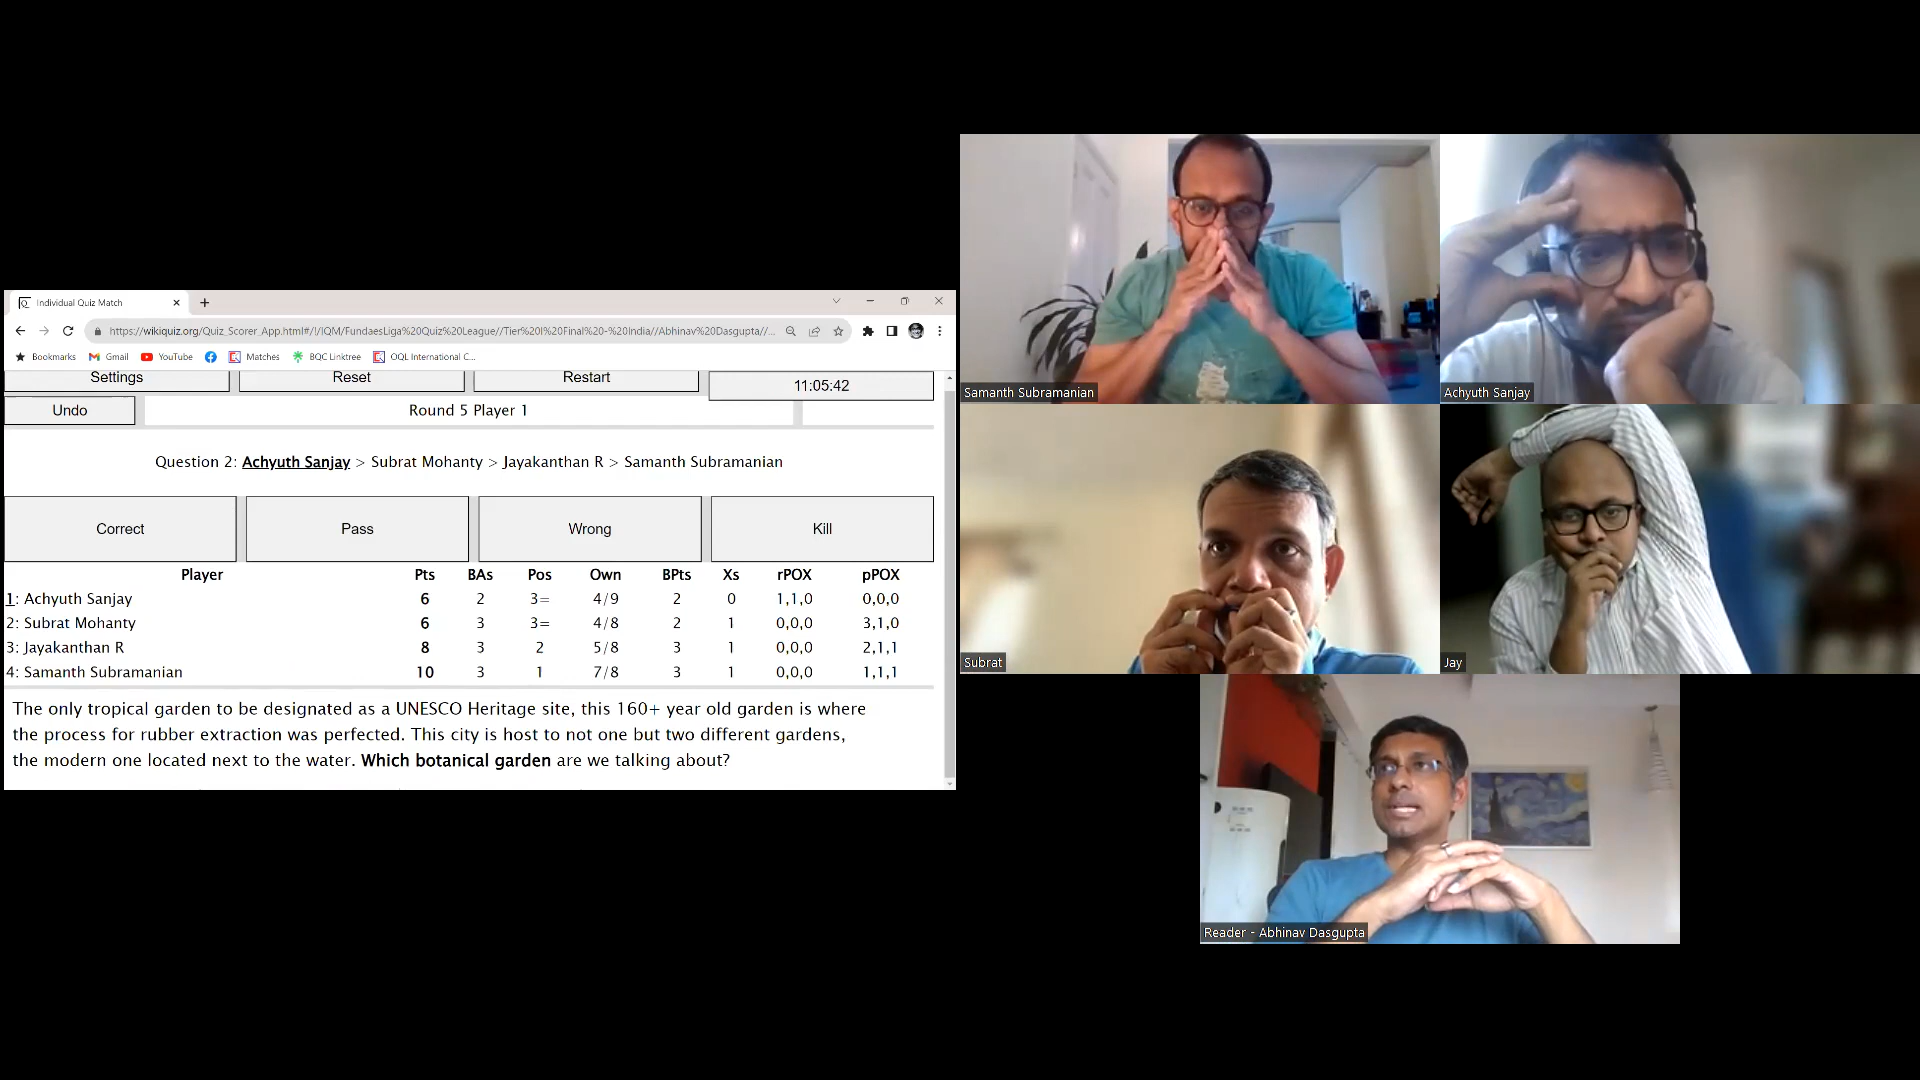 Individual Quiz Match
https://wikiquiz.org/Quiz_Scorer_App.html#/!/IQM/FundaesLiga%20Quiz%20League//Tier%20I%20Final%20-%20India//Abhinav%20Dasgupta//...
Bookmarks Gmail YouTube Matches BQC Linktree OQL International C...
Settings Reset Restart 11:05:42
Undo Round 5 Player 1
Question 2: Achyuth Sanjay > Subrat Mohanty > Jayakanthan R > Samanth Subramanian
Correct Pass Wrong Kill
Player Pts BAs Pos Own BPts Xs rPOX pPOX
1: Achyuth Sanjay 6 2 3= 4/9 2 0 1,1,0 0,0,0
2: Subrat Mohanty 6 3 3= 4/8 2 1 0,0,0 3,1,0
3: Jayakanthan R 8 3 2 5/8 3 1 0,0,0 2,1,1
4: Samanth Subramanian 10 3 1 7/8 3 1 0,0,0 1,1,1
The only tropical garden to be designated as a UNESCO Heritage site, this 160+ year old garden is where
the process for rubber extraction was perfected. This city is host to not one but two different gardens,
the modern one located next to the water. Which botanical garden are we talking about?
Samanth Subramanian
Achyuth Sanjay
Subrat
Jay
Reader - Abhinav Dasgupta